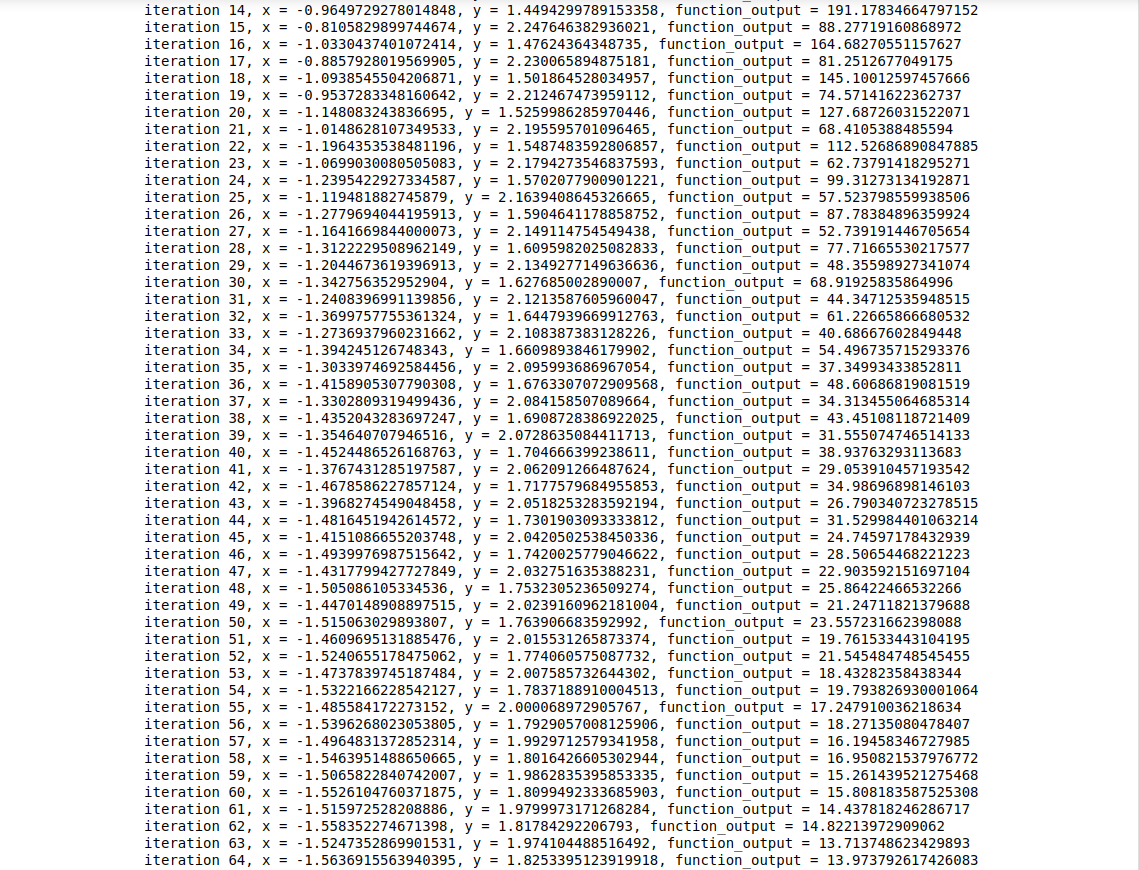 iteration 14, x = -0.9649729278014848, y = 1.4494299789153358, function_output = 191.17834664797152
iteration 15, x = -0.8105829899744674, y = 2.247646382936021, function_output = 88.27719160868972
iteration 16, x = -1.0330437401072414, y = 1.47624364348735, function_output = 164.68270551157627
iteration 17, x = -0.8857928019569905, y = 2.230065894875181, function_output = 81.2512677049175
iteration 18, x = -1.0938545504206871, y = 1.501864528034957, function_output = 145.10012597457666
iteration 19, x = -0.9537283348160642, y = 2.212467473959112, function_output = 74.57141622362737
iteration 20, x = -1.148083243836695, y = 1.5259986285970446, function_output = 127.68726031522071
iteration 21, x = -1.0148628107349533, y = 2.195595701096465, function_output = 68.4105388485594
iteration 22, x = -1.1964353538481196, y = 1.5487483592806857, function_output = 112.52686890847885
iteration 23, x = -1.0699030080505083, y = 2.1794273546837593, function_output = 62.73791418295271
iteration 24, x = -1.2395422927334587, y = 1.5702077900901221, function_output = 99.31273134192871
iteration 25, x = -1.119481882745879, y = 2.1639408645326665, function_output = 57.523798559938506
iteration 26, x = -1.2779694044195913, y = 1.5904641178858752, function_output = 87.78384896359924
iteration 27, x = -1.1641669844000073, y = 2.149114754549438, function_output = 52.739191446705654
iteration 28, x = -1.3122229508962149, y = 1.6095982025082833, function_output = 77.71665530217577
iteration 29, x = -1.2044673619396913, y = 2.1349277149636636, function_output = 48.35598927341074
iteration 30, x = -1.342756352952904, y = 1.627685002890007, function_output = 68.91925835864996
iteration 31, x = -1.2408396991139856, y = 2.1213587605960047, function_output = 44.347125359485​15
iteration 32, x = -1.3699757755361324, y = 1.6447939669912763, function_output = 61.22665866680532
iteration 33, x = -1.2736937960231662, y = 2.108387383128226, function_output = 40.68667602849448
iteration 34, x = -1.394245126748343, y = 1.6609893846179902, function_output = 54.496735715293376
iteration 35, x = -1.3033974692584456, y = 2.095993686967054, function_output = 37.34993433852811
iteration 36, x = -1.4158905307790308, y = 1.6763307072909568, function_output = 48.60686819081519
iteration 37, x = -1.3302809319499436, y = 2.084158507089664, function_output = 34.313455064685314
iteration 38, x = -1.4352043283697247, y = 1.6908728386922025, function_output = 43.45108118721409
iteration 39, x = -1.354640707946516, y = 2.0728635084411713, function_output = 31.555074746514133
iteration 40, x = -1.4524486526168763, y = 1.704666399238611, function_output = 38.93763293113683
iteration 41, x = -1.3767431285197587, y = 2.062091266487624, function_output = 29.053910457193542
iteration 42, x = -1.4678586227857124, y = 1.7177579684955853, function_output = 34.98696898146103
iteration 43, x = -1.3968274549048458, y = 2.0518253283592194, function_output = 26.790340723278515
iteration 44, x = -1.4816451942614572, y = 1.7301903093333812, function_output = 31.529984401063214
iteration 45, x = -1.4151086655203748, y = 2.0420502538450336, function_output = 24.74597178432939
iteration 46, x = -1.4939976987515642, y = 1.7420025779046622, function_output = 28.50654468221223
iteration 47, x = -1.4317799427727849, y = 2.032751635388231, function_output = 22.903592151697104
iteration 48, x = -1.505086105334536, y = 1.7532305236509274, function_output = 25.86422466532266
iteration 49, x = -1.4470148908897515, y = 2.0239160962181004, function_output = 21.24711821379688
iteration 50, x = -1.515063029893807, y = 1.763906683592992, function_output = 23.557231662398088
iteration 51, x = -1.4609695131885476, y = 2.015531265873374, function_output = 19.761533443104195
iteration 52, x = -1.5240655178475062, y = 1.774060575087732, function_output = 21.545484748545455
iteration 53, x = -1.4737839745187484, y = 2.007585732644302, function_output = 18.43282358438344
iteration 54, x = -1.5322166228542127, y = 1.7837188910004513, function_output = 19.793826930001064
iteration 55, x = -1.485584172273152, y = 2.000068972905767, function_output = 17.247910036218634
iteration 56, x = -1.5396268023053805, y = 1.7929057008125906, function_output = 18.27135080478407
iteration 57, x = -1.4964831372852314, y = 1.9929712579341958, function_output = 16.19458346727985
iteration 58, x = -1.5463951488650665, y = 1.8016426605302944, function_output = 16.950821537976772
iteration 59, x = -1.5065822840742007, y = 1.9862835395853335, function_output = 15.261439521275468
iteration 60, x = -1.5526104760371875, y = 1.8099492333685903, function_output = 15.808183587525308
iteration 61, x = -1.515972528208886, y = 1.9799973171268284, function_output = 14.437818246286717
iteration 62, x = -1.558352274671398, y = 1.81784292206793, function_output = 14.82213972909062
iteration 63, x = -1.5247352869901531, y = 1.974104488516492, function_output = 13.713748623429893
iteration 64, x = -1.5636915563940395, y = 1.8253395123919918, function_output = 13.973792617426083